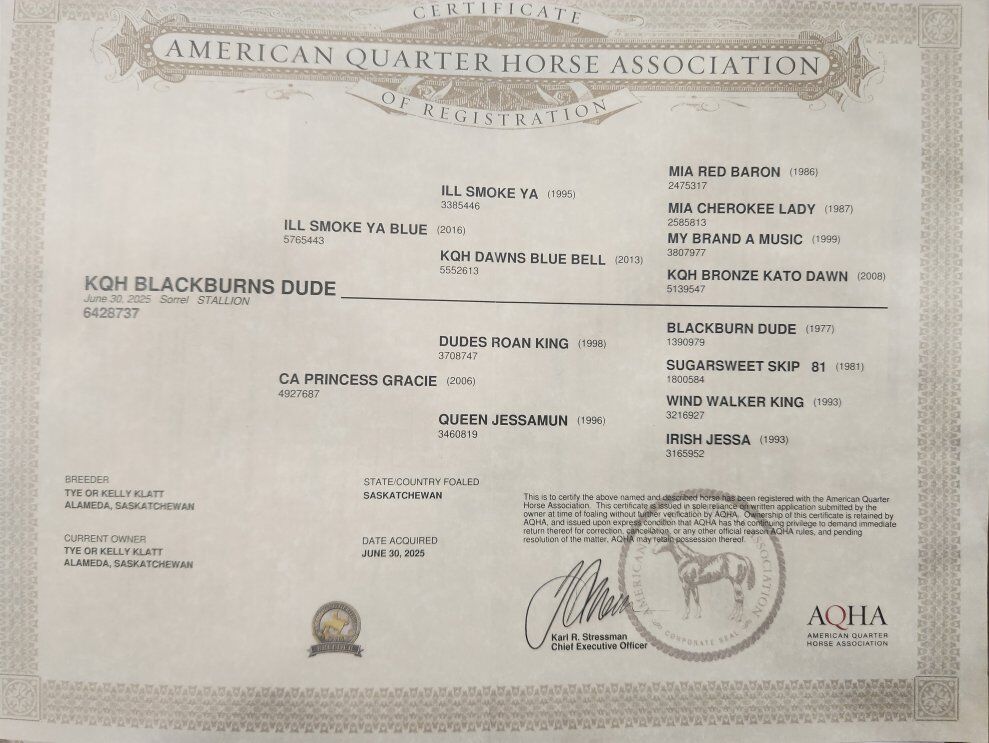 CERTIFICATE
AMERICAN QUARTER HORSE ASSOCIATION
OF REGISTRATION
MIA RED BARON (1986)
2475317
ILL SMOKE YA (1995)
3385446
MIA CHEROKEE LADY (1987)
2585813
ILL SMOKE YA BLUE (2016)
5765443
MY BRAND A MUSIC (1999)
3807977
KQH DAWNS BLUE BELL (2013)
5552613
KQH BRONZE KATO DAWN (2008)
5139547
KQH BLACKBURNS DUDE
June 30, 2025 Sorrel STALLION
6428737
BLACKBURN DUDE (1977)
1390979
DUDES ROAN KING (1998)
3708747
SUGARSWEET SKIP 81 (1981)
1800584
CA PRINCESS GRACIE (2006)
4927687
WIND WALKER KING (1993)
3216927
QUEEN JESSAMUN (1996)
3460819
IRISH JESSA (1993)
3165952
BREEDER
TYE OR KELLY KLATT
ALAMEDA, SASKATCHEWAN
STATE/COUNTRY FOALED
SASKATCHEWAN
CURRENT OWNER
TYE OR KELLY KLATT
ALAMEDA, SASKATCHEWAN
DATE ACQUIRED
JUNE 30, 2025
This is to certify the above named and described horse has been registered with the American Quarter
Horse Association. This certificate is issued in sole reliance on written application submitted by the
owner at time of foaling without further verification by AQHA. Ownership of this certificate is retained by
AQHA, and issued upon express condition that AQHA has the continuing privilege to demand immediate
return thereof for correction, cancellation, or any other official reason AQHA rules, and pending
resolution of the matter, AQHA may retain possession thereof.
Karl R. Stressman
Chief Executive Officer
AMERICAN ASSOCIATION
CORPORATE SEAL
AQHA
AMERICAN QUARTER
HORSE ASSOCIATION